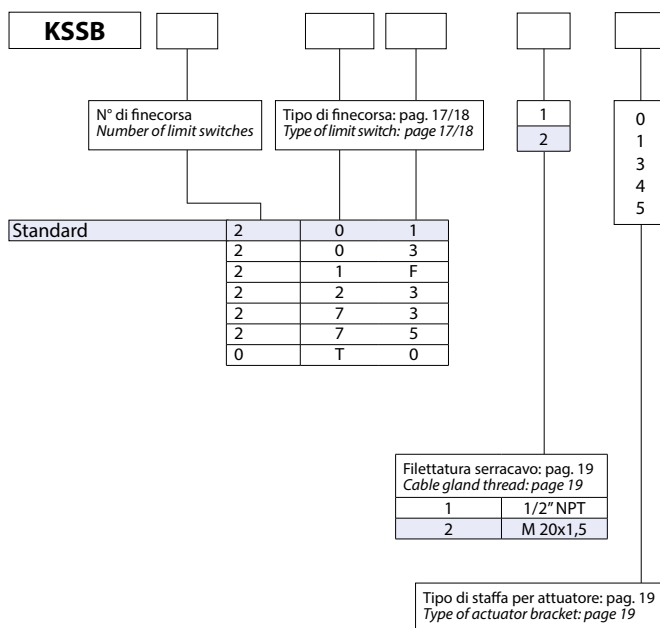 KSSB
N° di finecorsa
Number of limit switches
Tipo di finecorsa: pag. 17/18
Type of limit switch: page 17/18
1
2
0
1
3
4
5
Standard 2 0 1
2 0 3
2 1 F
2 2 3
2 7 3
2 7 5
0 T 0
Filettatura serracavo: pag. 19
Cable gland thread: page 19
1 1/2” NPT
2 M 20x1,5
Tipo di staffa per attuatore: pag. 19
Type of actuator bracket: page 19